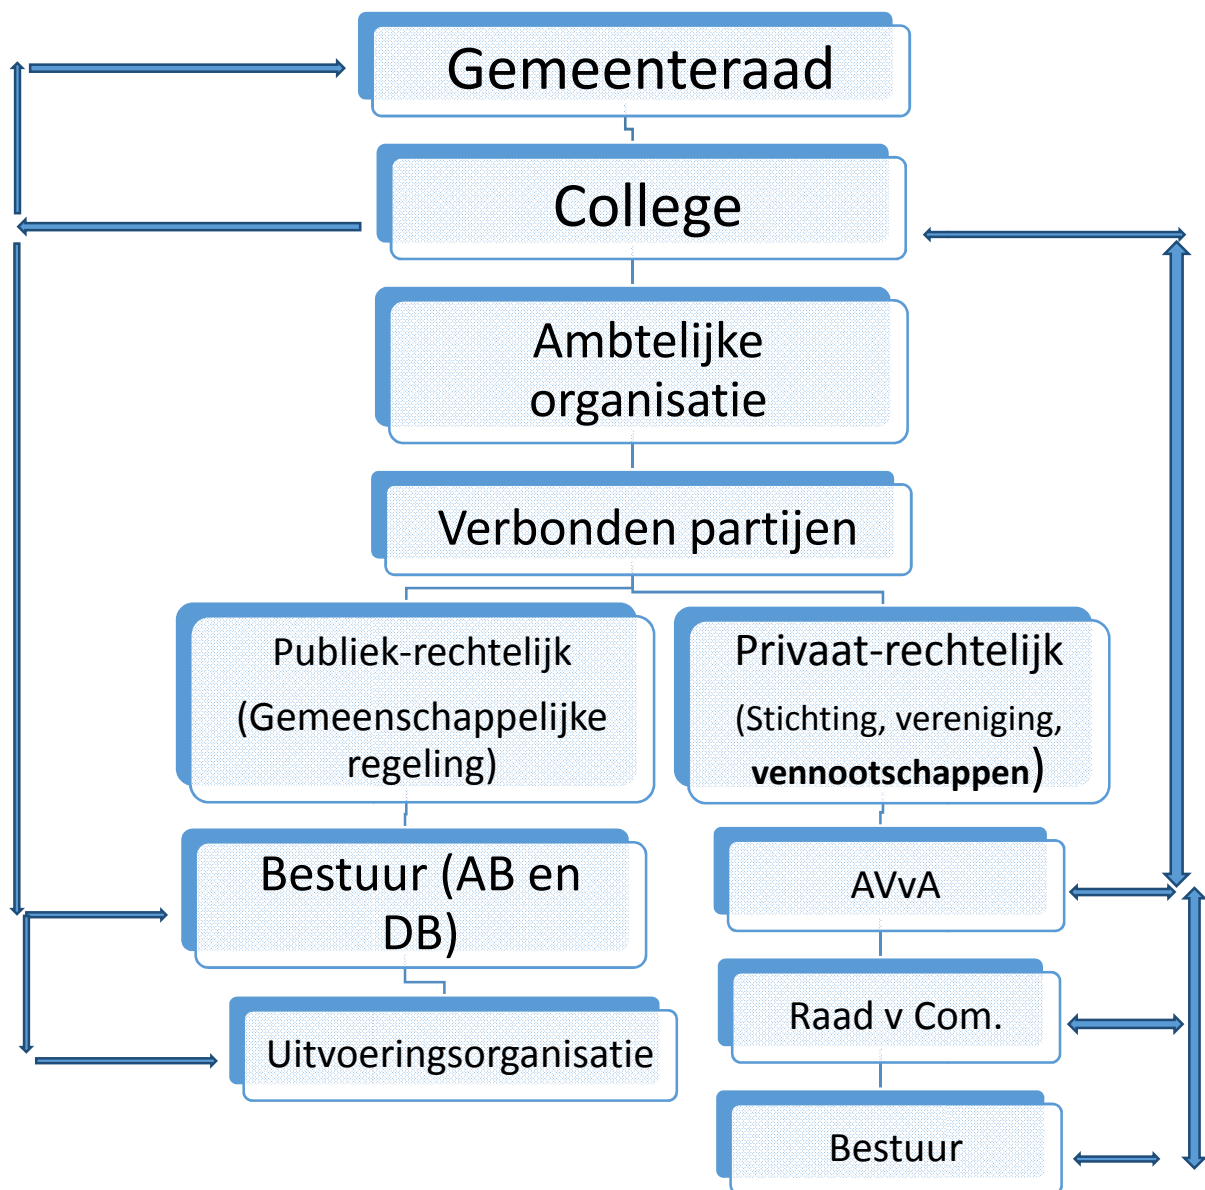 Gemeenteraad
College
Ambtelijke
organisatie
Verbonden partijen
Publiek-rechtelijk
(Gemeenschappelijke
regeling)
Privaat-rechtelijk
(Stichting, vereniging,
vennootschappen)
Bestuur (AB en
DB)
Uitvoeringsorganisatie
AVvA
Raad v Com.
Bestuur